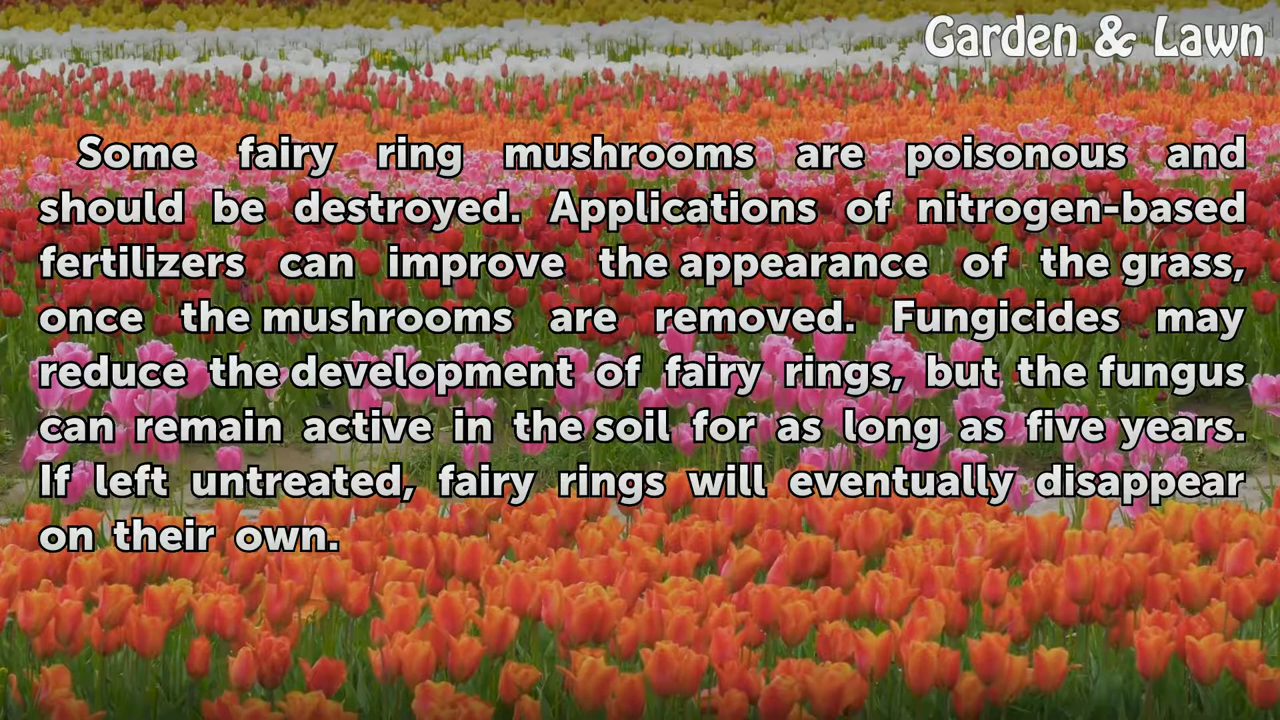 Garden & Lawn
Some fairy ring mushrooms are poisonous and
should be destroyed. Applications of nitrogen-based
fertilizers can improve the appearance of the grass,
once the mushrooms are removed. Fungicides may
reduce the development of fairy rings, but the fungus
can remain active in the soil for as long as five years.
If left untreated, fairy rings will eventually disappear
on their own.